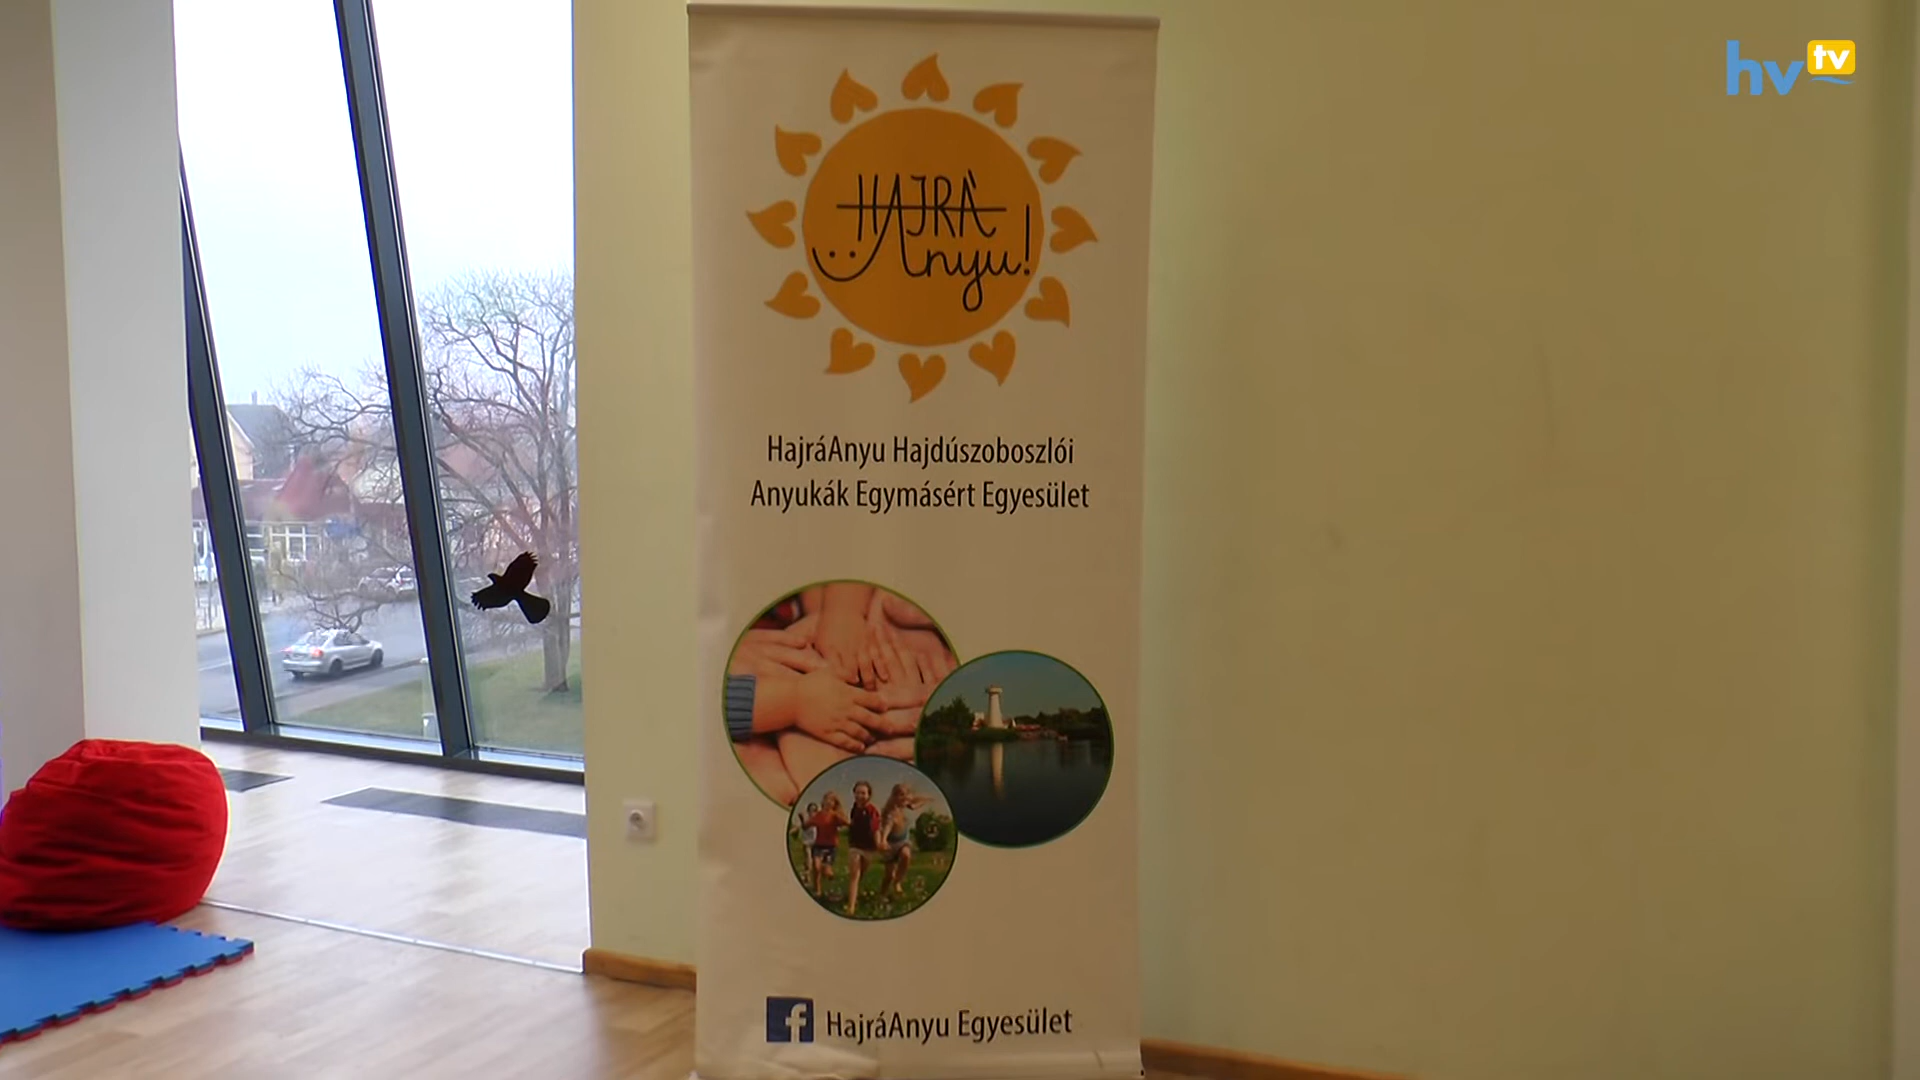 hv tv
HAJRÁ
Anyu!
HajráAnyu Hajdúszoboszlói
Anyukák Egymásért Egyesület
f HajráAnyu Egyesület